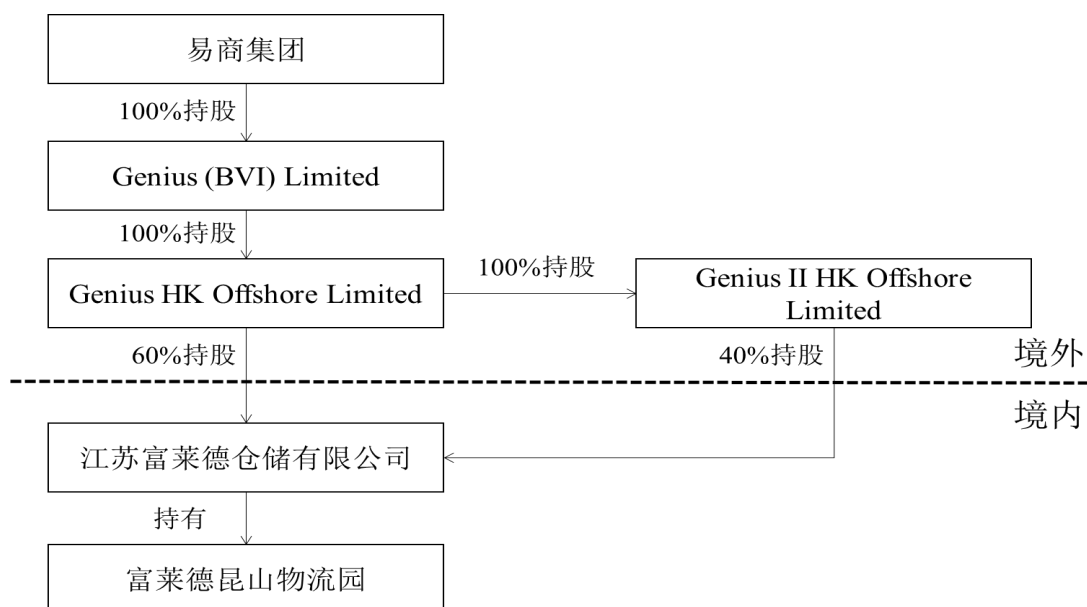 易商集团
100%持股
Genius (BVI) Limited
100%持股
Genius HK Offshore Limited
100%持股
Genius II HK Offshore
Limited
60%持股
40%持股
境外
境内
江苏富莱德仓储有限公司
持有
富莱德昆山物流园